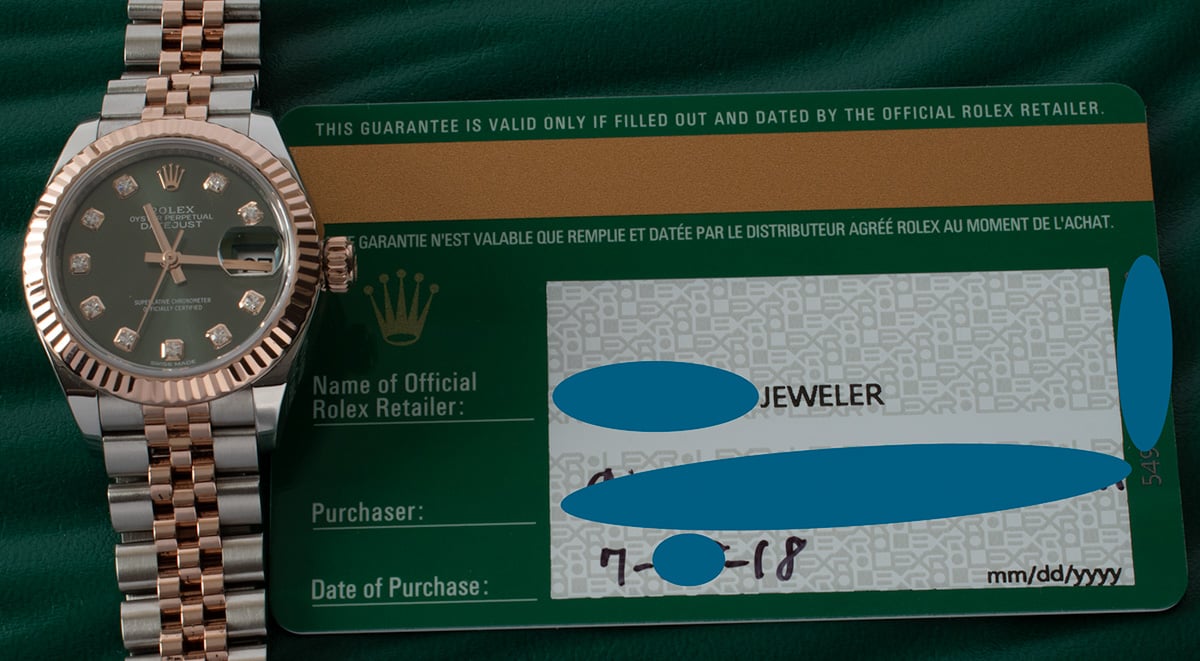 ROLEX
OYSTER PERPETUAL
DATEJUST
SUPERLATIVE CHRONOMETER
OFFICIALLY CERTIFIED
SWISS MADE
THIS GUARANTEE IS VALID ONLY IF FILLED OUT AND DATED BY THE OFFICIAL ROLEX RETAILER.
GARANTIE N'EST VALABLE QUE REMPLIE ET DATÉE PAR LE DISTRIBUTEUR AGRÉÉ ROLEX AU MOMENT DE L'ACHAT.
Name of Official
Rolex Retailer:
JEWELER
Purchaser:
Date of Purchase:
7- -18
mm/dd/yyyy
549